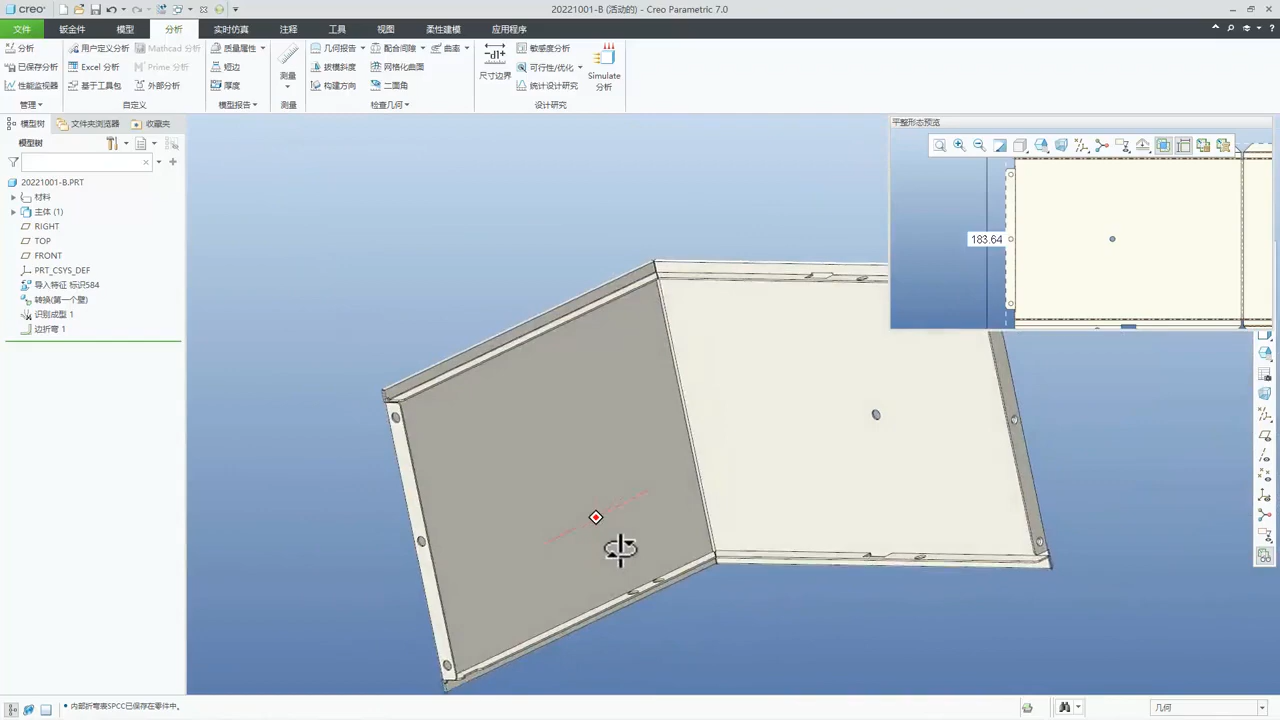 creo
20221001-B (活动的) - Creo Parametric 7.0
文件 钣金件 模型 分析 实时仿真 注释 工具 视图 柔性建模 应用程序
分析 用户定义分析 Mathcad 分析 质量属性 几何报告 配合间隙 曲率 敏感度分析
已保存分析 Excel 分析 Prime 分析 短边 测量 拔模斜度 网格化曲面 尺寸边界 可行性/优化 Simulate 分析
性能监视器 基于工具包 外部分析 厚度 构建方向 二面角 统计设计研究
管理 自定义 模型报告 测量 检查几何 设计研究
模型树 文件夹浏览器 收藏夹
平整形态预览
模型树
20221001-B.PRT
材料
主体 (1)
RIGHT
TOP
FRONT
PRT_CSYS_DEF
导入特征 标识584
转换(第一个壁)
识别成型 1
边折弯 1
183.64
内部折弯表SPCC已保存在零件中。
几何